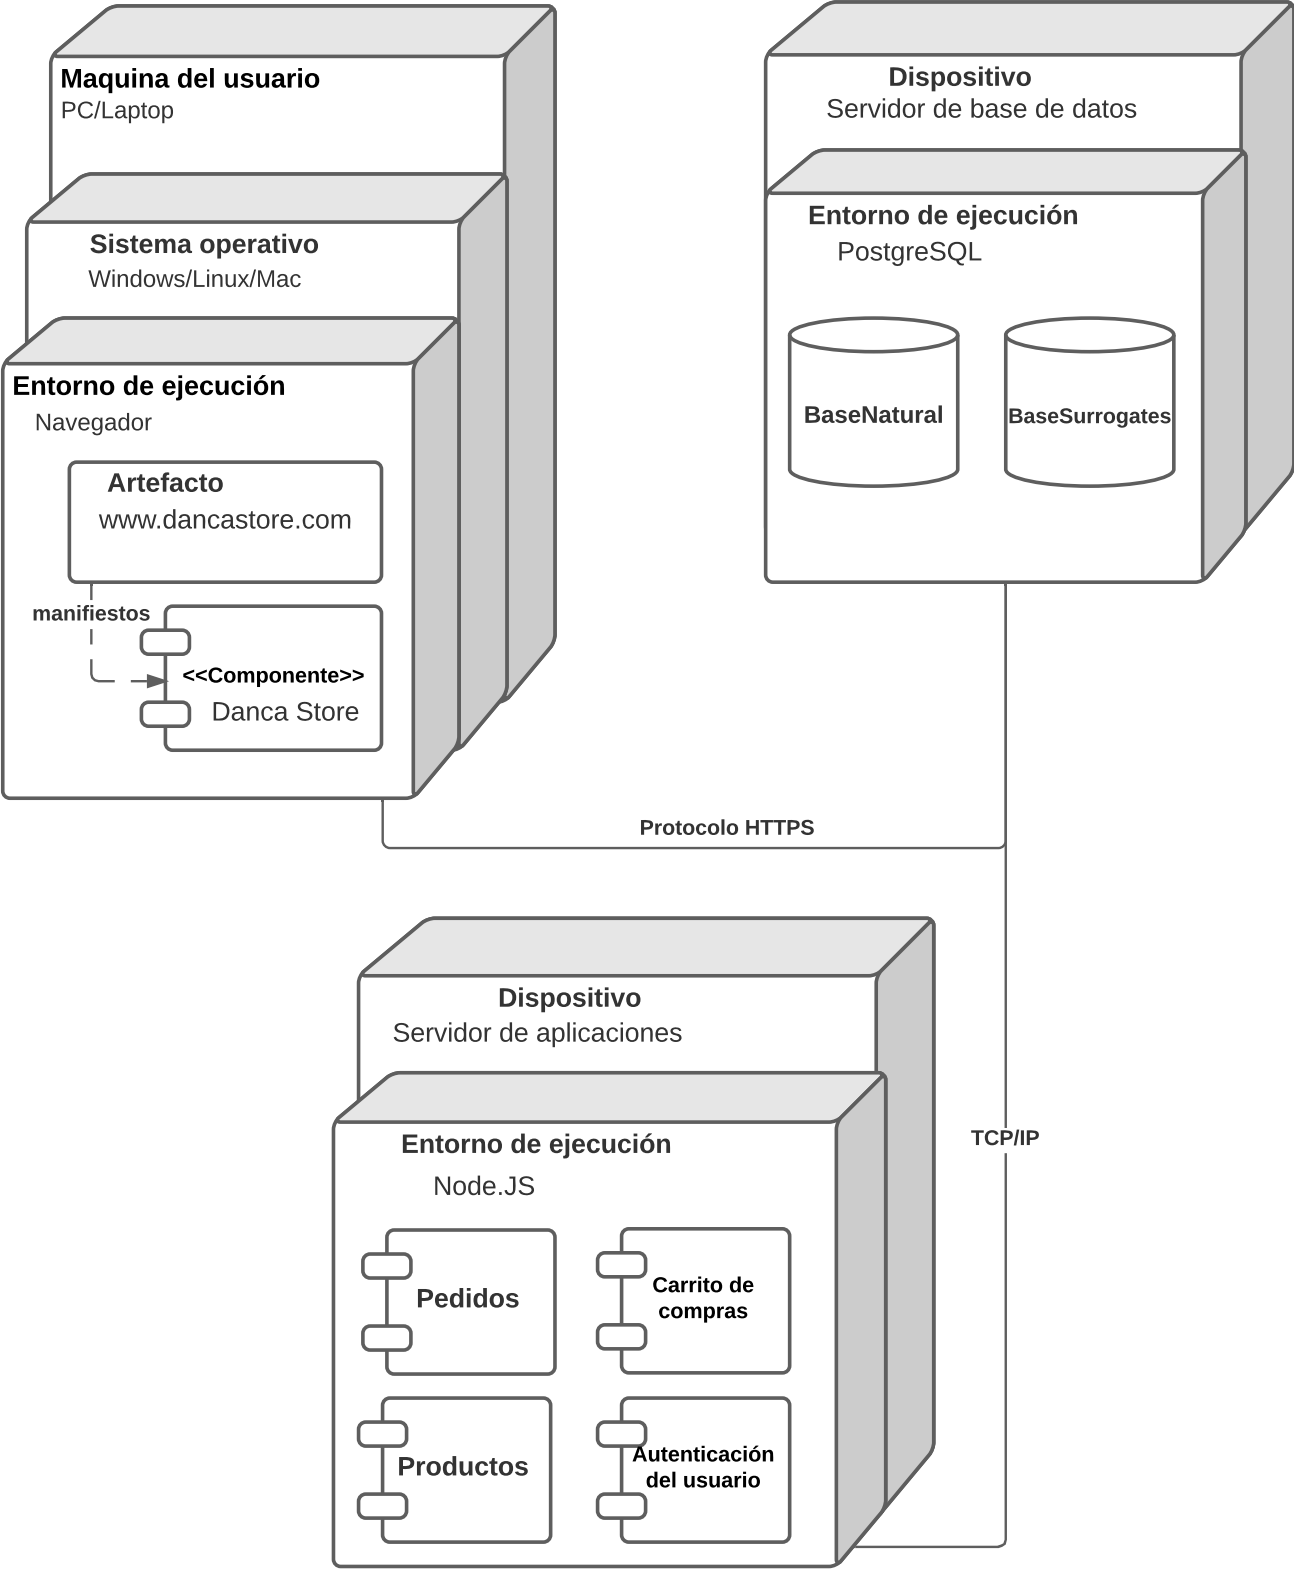 Maquina del usuario
PC/Laptop
Sistema operativo
Windows/Linux/Mac
Entorno de ejecución
Navegador
Artefacto
www.dancastore.com
manifiestos
<<Componente>>
Danca Store
Dispositivo
Servidor de base de datos
Entorno de ejecución
PostgreSQL
BaseNatural
BaseSurrogates
Protocolo HTTPS
TCP/IP
Dispositivo
Servidor de aplicaciones
Entorno de ejecución
Node.JS
Pedidos
Carrito de
compras
Productos
Autenticación
del usuario